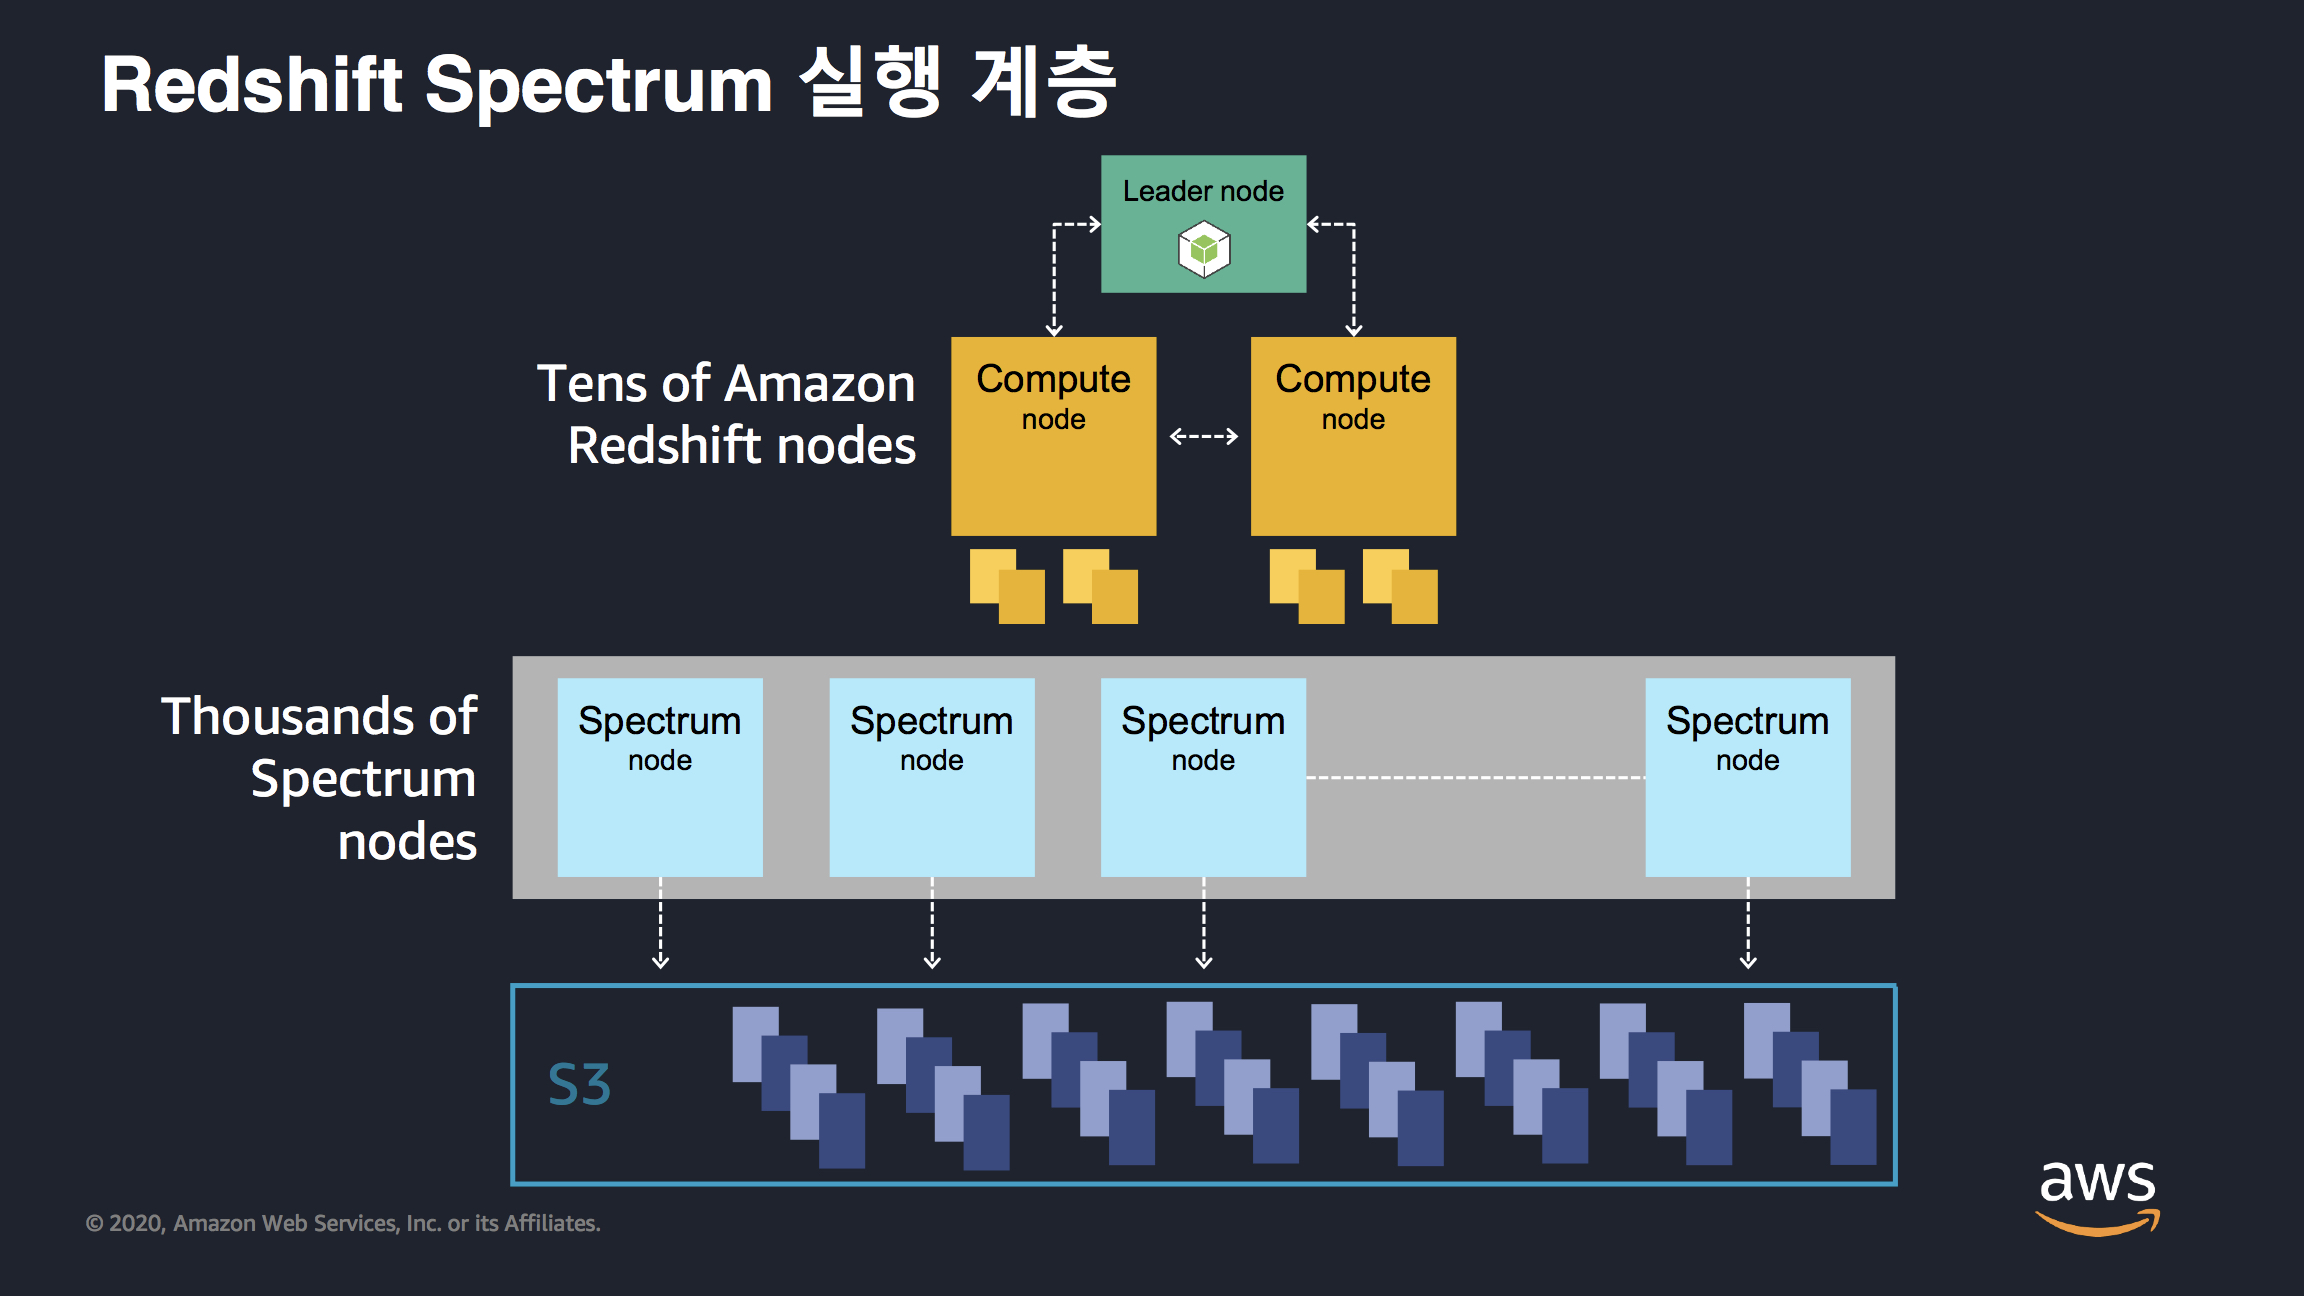 Redshift Spectrum 실행 계층
Leader node
Tens of Amazon
Redshift nodes
Compute
node
Compute
node
Thousands of
Spectrum
nodes
Spectrum
node
Spectrum
node
Spectrum
node
Spectrum
node
S3
© 2020, Amazon Web Services, Inc. or its Affiliates.
aws